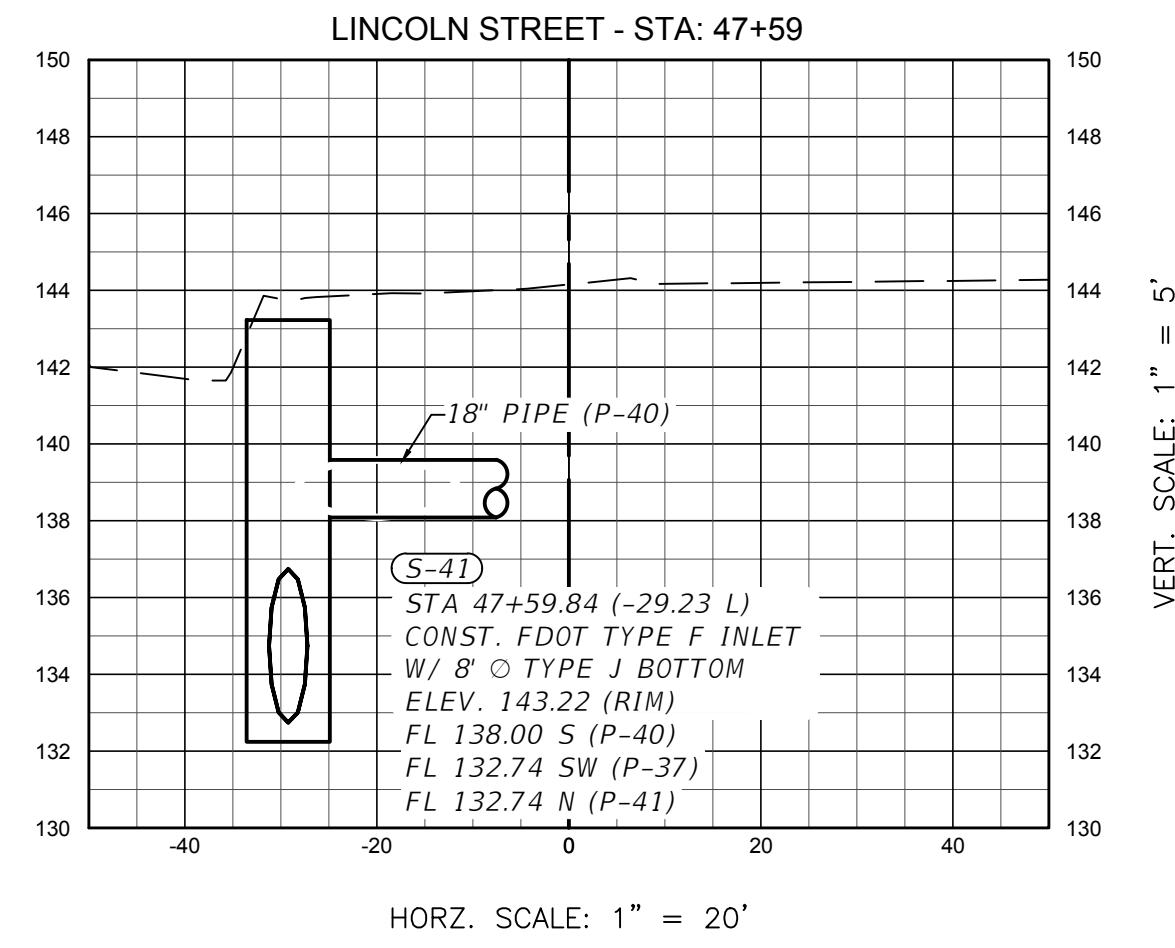 LINCOLN STREET - STA: 47+59
150 150
148 148
146 146
144 144
142 142
18" PIPE (P-40)
140 140
138 138
S-41
136 136
STA 47+59.84 (-29.23 L)
CONST. FDOT TYPE F INLET
W/ 8' ∅ TYPE J BOTTOM
134 134
ELEV. 143.22 (RIM)
FL 138.00 S (P-40)
132 132
FL 132.74 SW (P-37)
FL 132.74 N (P-41)
130 130
-40 -20 0 20 40
HORZ. SCALE: 1" = 20'
VERT. SCALE: 1" = 5'